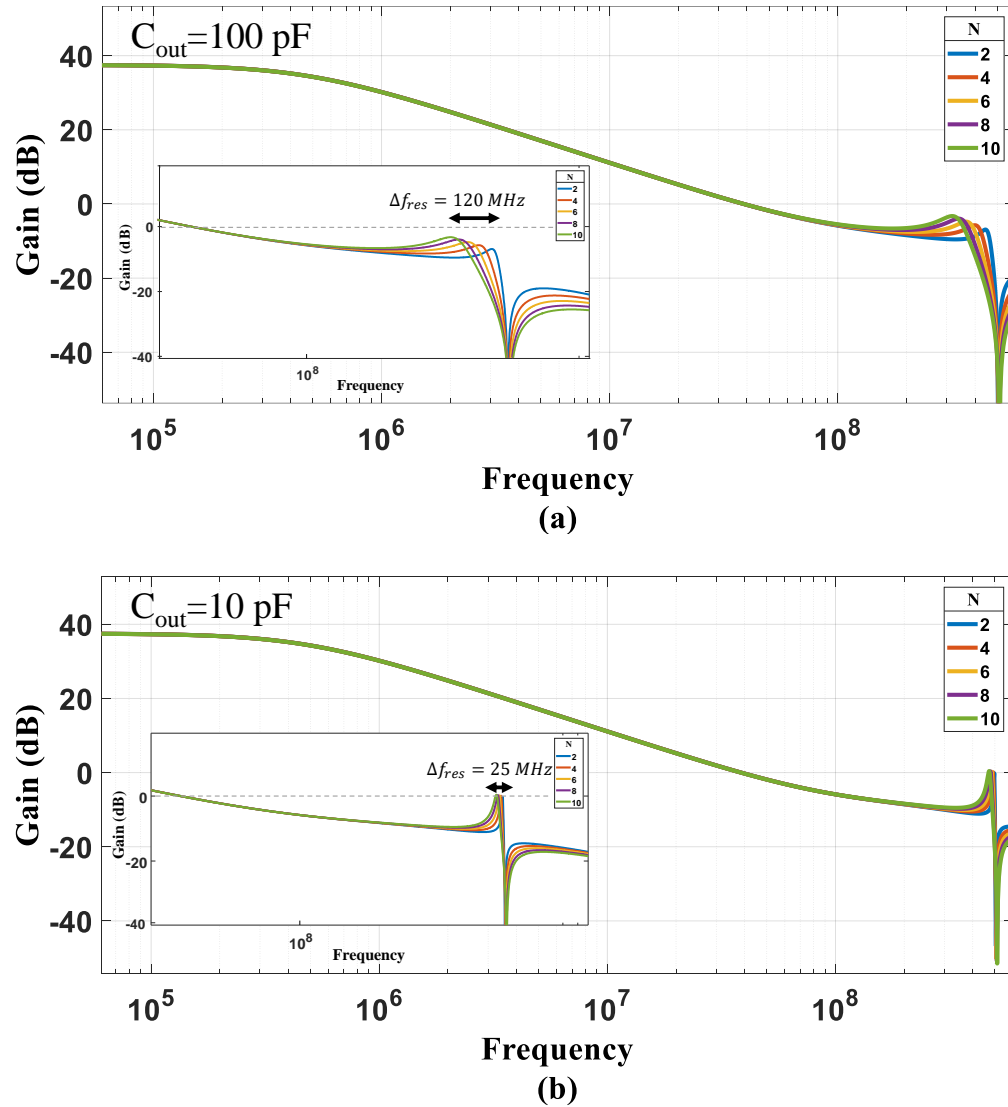 C_out=100 pF
N
2
4
6
8
10
40
20
0
-20
-40
Gain (dB)
Δf_res = 120 MHz
N
2
4
6
8
10
0
-20
-40
Gain (dB)
10^8
Frequency
10^5
10^6
10^7
10^8
Frequency
(a)
C_out=10 pF
N
2
4
6
8
10
40
20
0
-20
-40
Gain (dB)
Δf_res = 25 MHz
N
2
4
6
8
10
0
-20
-40
Gain (dB)
10^8
Frequency
10^5
10^6
10^7
10^8
Frequency
(b)